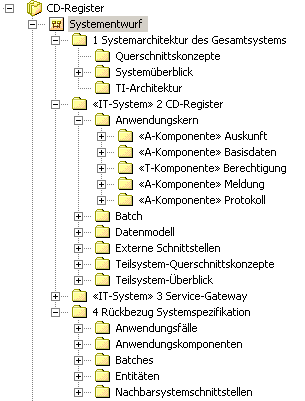 CD-Register
Systementwurf
1 Systemarchitektur des Gesamtsystems
Querschnittskonzepte
Systemüberblick
TI-Architektur
«IT-System» 2 CD-Register
Anwendungskern
«A-Komponente» Auskunft
«A-Komponente» Basisdaten
«T-Komponente» Berechtigung
«A-Komponente» Meldung
«A-Komponente» Protokoll
Batch
Datenmodell
Externe Schnittstellen
Teilsystem-Querschnittskonzepte
Teilsystem-Überblick
«IT-System» 3 Service-Gateway
4 Rückbezug Systemspezifikation
Anwendungsfälle
Anwendungskomponenten
Batches
Entitäten
Nachbarsystemschnittstellen